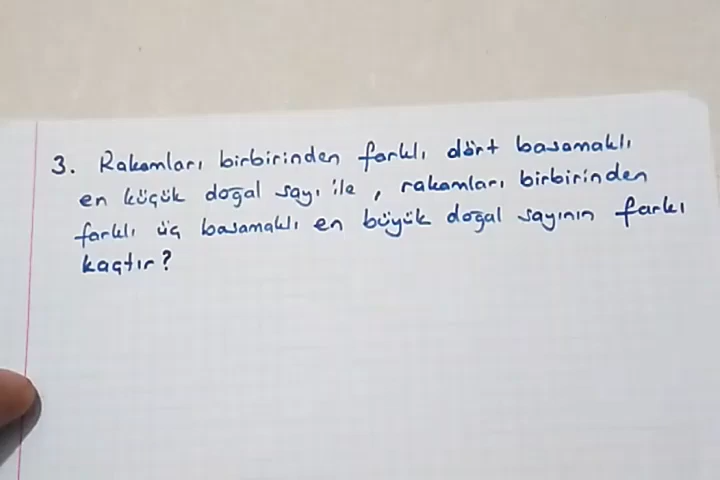 3. Rakamları birbirinden farklı dört basamaklı
en küçük doğal sayı ile, rakamları birbirinden
farklı üç basamaklı en büyük doğal sayının farkı
kaçtır?